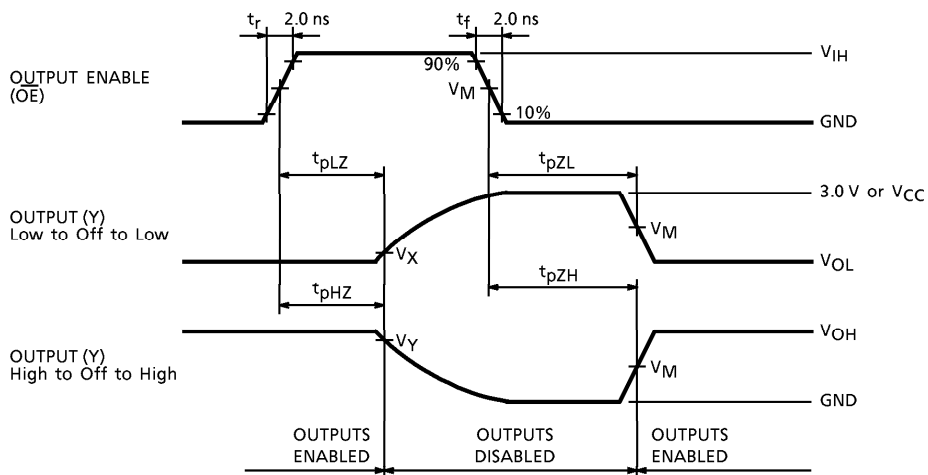 tr 2.0 ns tf 2.0 ns
OUTPUT ENABLE
(OE)
90%
VM
10%
VIH
GND
tpLZ
tpZL
OUTPUT (Y)
Low to Off to Low
VX
VM
3.0 V or VCC
VOL
tpHZ
tpZH
OUTPUT (Y)
High to Off to High
VY
VM
VOH
GND
OUTPUTS
ENABLED
OUTPUTS
DISABLED
OUTPUTS
ENABLED